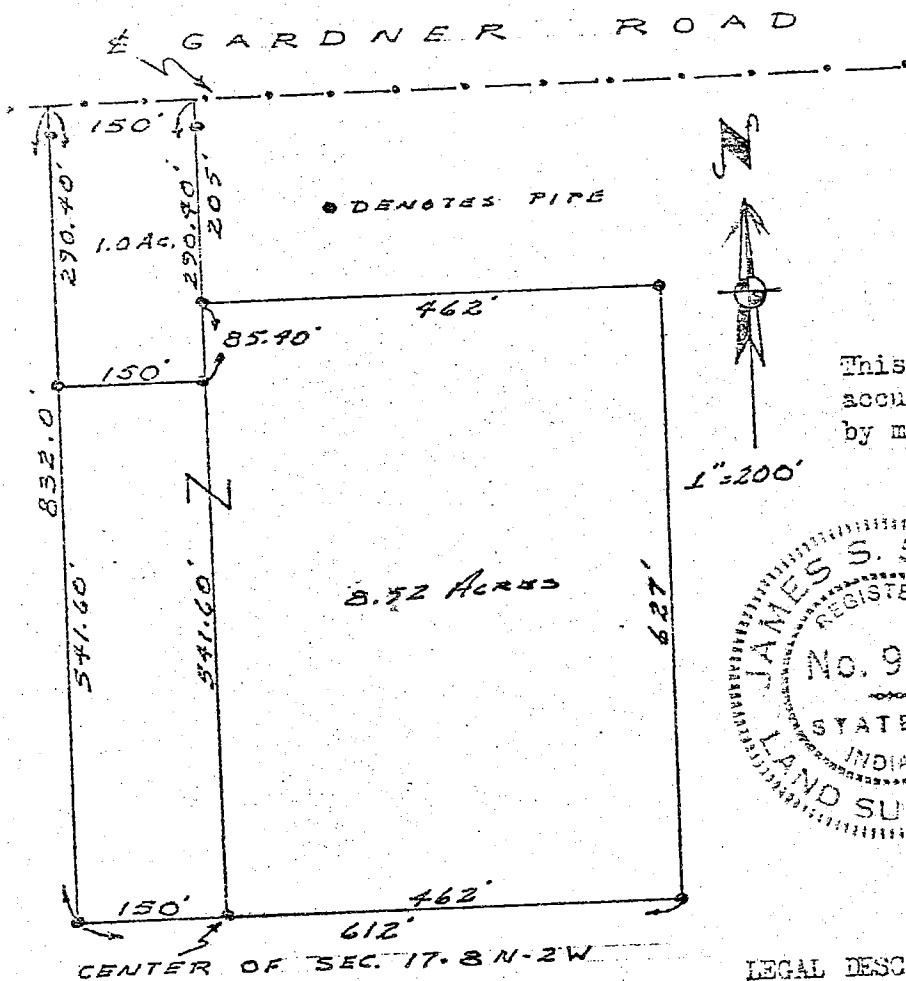 ℄ GARDNER ROAD
150'
290.40'
1.0 Ac.
290.40'
205'
• DENOTES PIPE
N
462'
85.40'
150'
This
accu
by m
1"=200'
832.0'
541.60'
541.60'
8.52 ACRES
627'
JAMES S.
REGISTE
No. 9
STATE
INDIA
LAND SU
150'
462'
612'
CENTER OF SEC. 17-8N-2W
LEGAL DESC